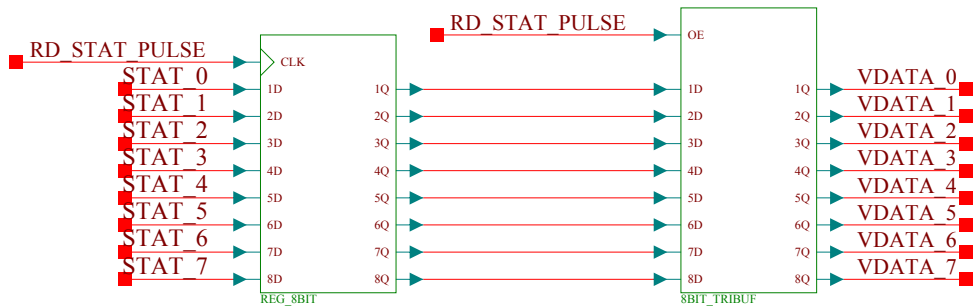 RD_STAT_PULSE OE
RD_STAT_PULSE CLK
STAT_0 1D 1Q 1D 1Q VDATA_0
STAT_1 2D 2Q 2D 2Q VDATA_1
STAT_2 3D 3Q 3D 3Q VDATA_2
STAT_3 4D 4Q 4D 4Q VDATA_3
STAT_4 5D 5Q 5D 5Q VDATA_4
STAT_5 6D 6Q 6D 6Q VDATA_5
STAT_6 7D 7Q 7D 7Q VDATA_6
STAT_7 8D 8Q 8D 8Q VDATA_7
REG_8BIT 8BIT_TRIBUF